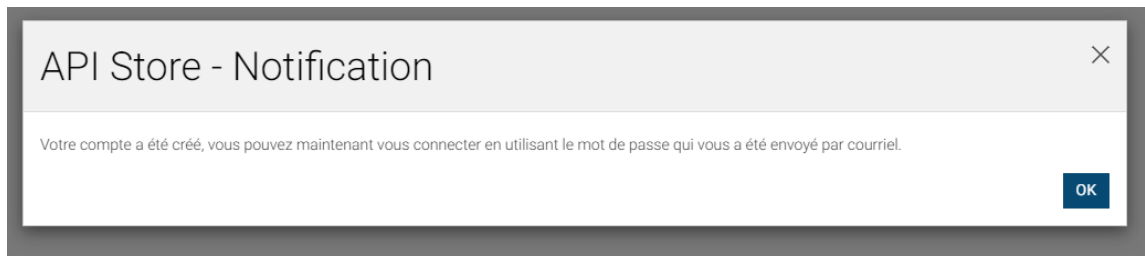 API Store - Notification
Votre compte a été créé, vous pouvez maintenant vous connecter en utilisant le mot de passe qui vous a été envoyé par courriel.
OK